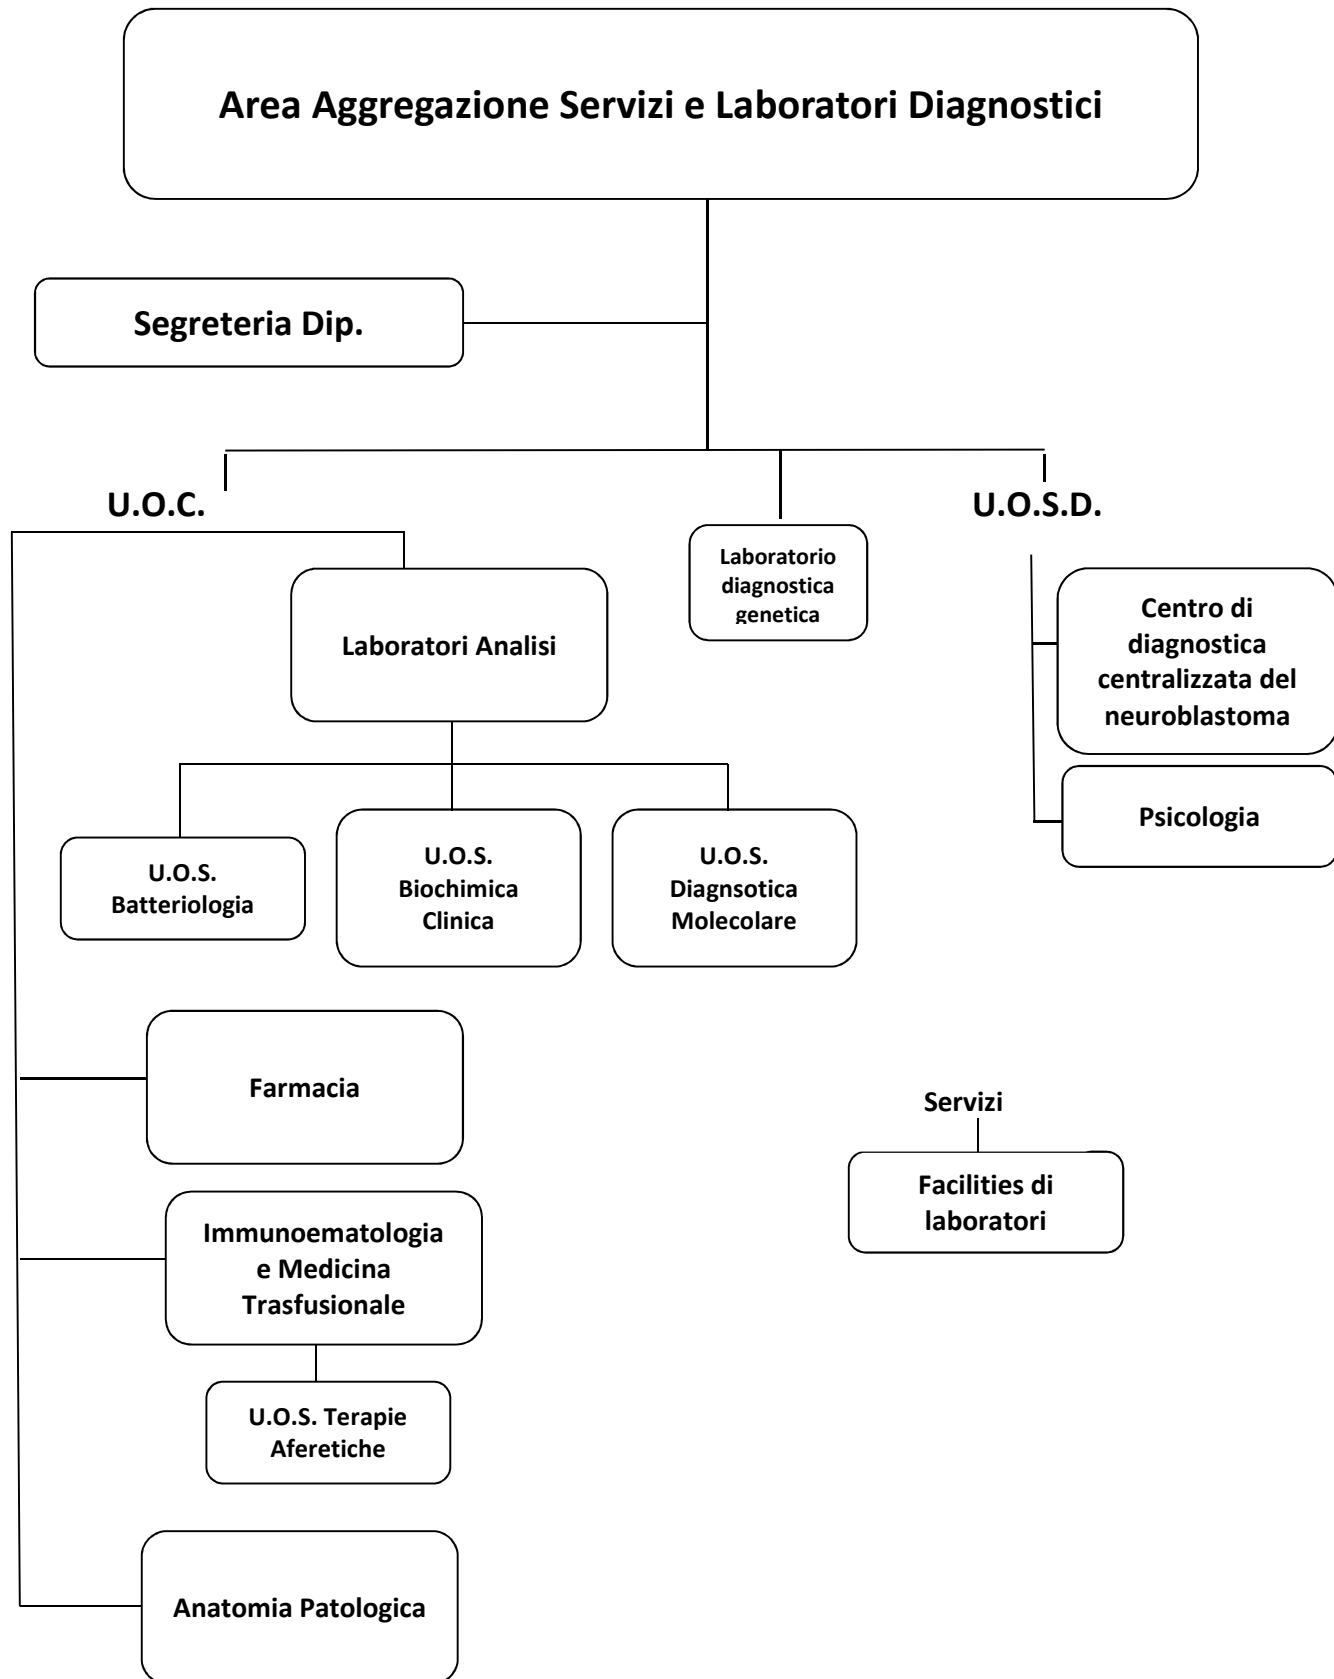 Area Aggregazione Servizi e Laboratori Diagnostici
Segreteria Dip.
U.O.C.
U.O.S.D.
Laboratorio
diagnostica
genetica
Laboratori Analisi
Centro di
diagnostica
centralizzata del
neuroblastoma
Psicologia
U.O.S.
Batteriologia
U.O.S.
Biochimica
Clinica
U.O.S.
Diagnsotica
Molecolare
Farmacia
Servizi
Facilities di
laboratori
Immunoematologia
e Medicina
Trasfusionale
U.O.S. Terapie
Aferetiche
Anatomia Patologica